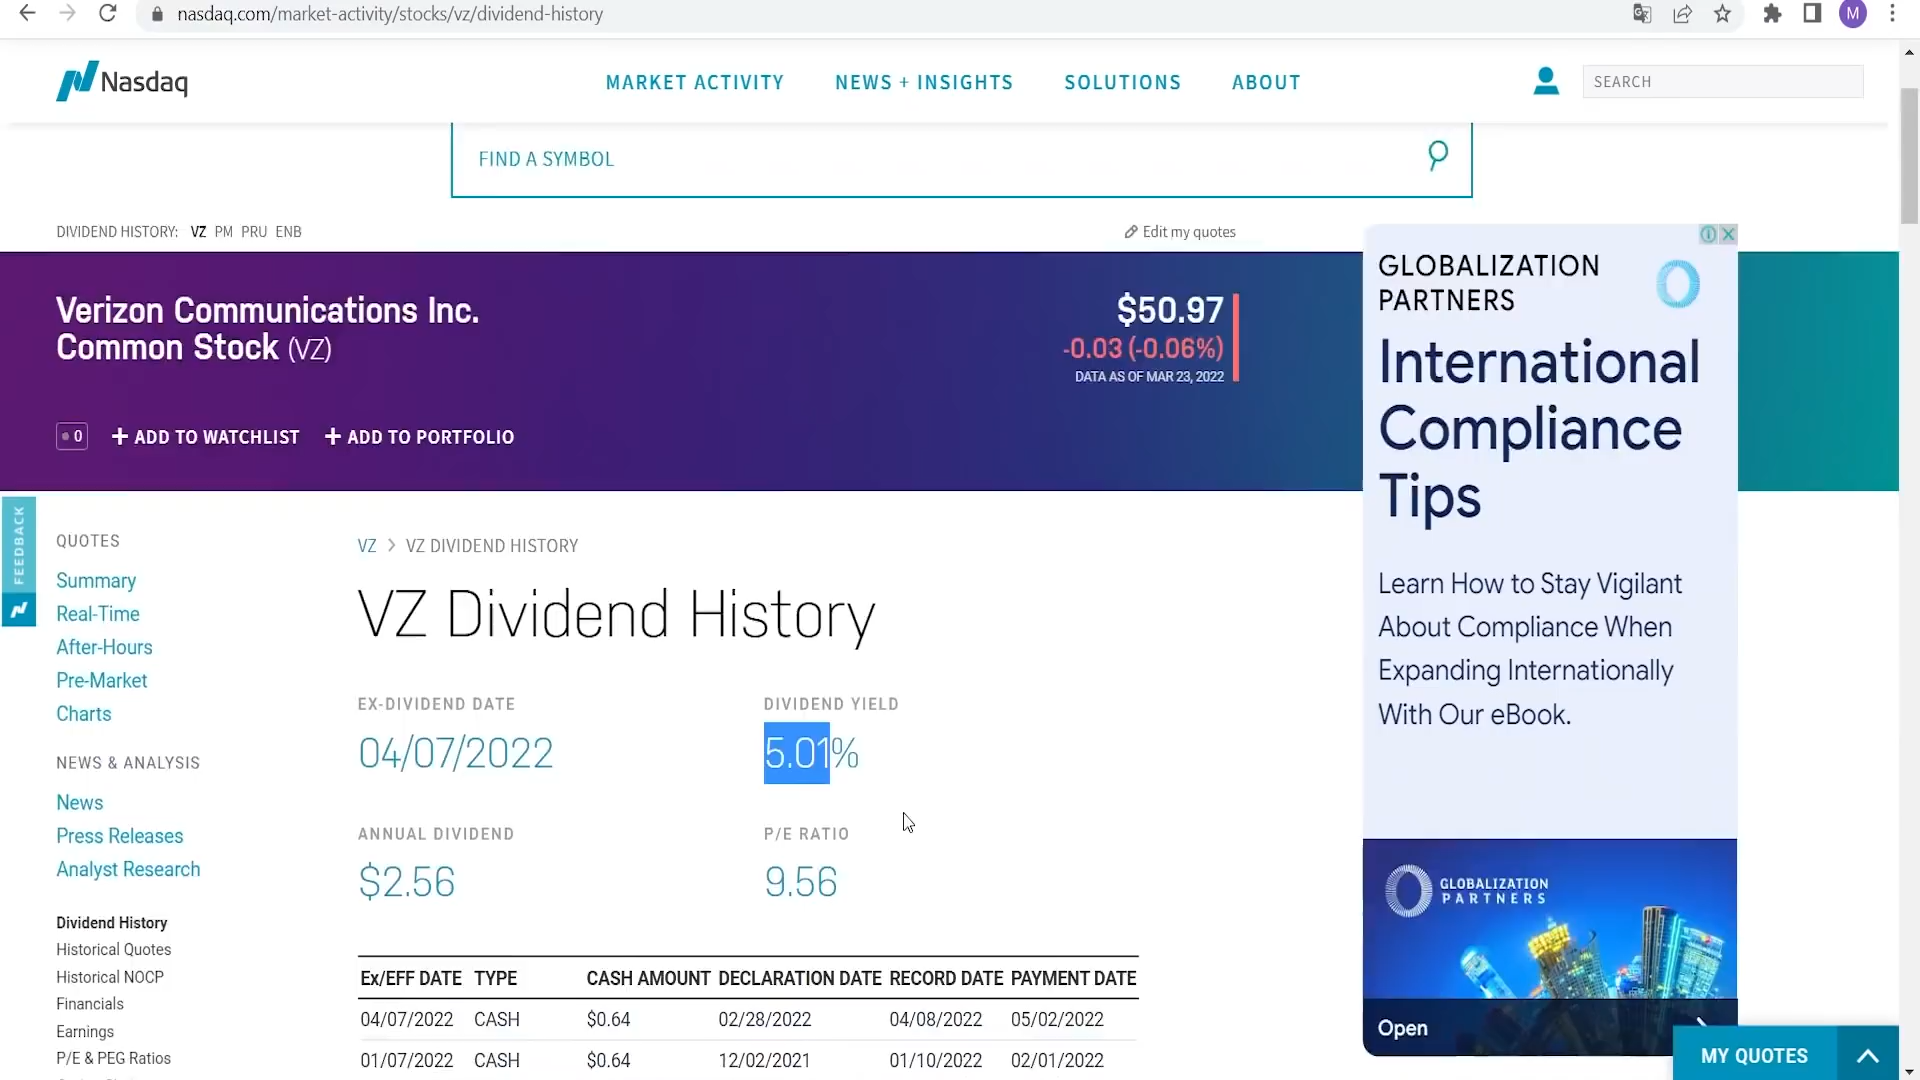 nasdaq.com/market-activity/stocks/vz/dividend-history
M
Nasdaq
MARKET ACTIVITY
NEWS + INSIGHTS
SOLUTIONS
ABOUT
SEARCH
FIND A SYMBOL
DIVIDEND HISTORY: VZ PM PRU ENB
Edit my quotes
Verizon Communications Inc.
Common Stock (VZ)
$50.97
-0.03 (-0.06%)
DATA AS OF MAR 23, 2022
0
+ ADD TO WATCHLIST
+ ADD TO PORTFOLIO
GLOBALIZATION
PARTNERS
International
Compliance
Tips
Learn How to Stay Vigilant
About Compliance When
Expanding Internationally
With Our eBook.
GLOBALIZATION
PARTNERS
Open
FEEDBACK
QUOTES
Summary
Real-Time
After-Hours
Pre-Market
Charts
NEWS & ANALYSIS
News
Press Releases
Analyst Research
Dividend History
Historical Quotes
Historical NOCP
Financials
Earnings
P/E & PEG Ratios
VZ > VZ DIVIDEND HISTORY
VZ Dividend History
EX-DIVIDEND DATE
04/07/2022
DIVIDEND YIELD
5.01%
ANNUAL DIVIDEND
$2.56
P/E RATIO
9.56
Ex/EFF DATE TYPE CASH AMOUNT DECLARATION DATE RECORD DATE PAYMENT DATE
04/07/2022 CASH $0.64 02/28/2022 04/08/2022 05/02/2022
01/07/2022 CASH $0.64 12/02/2021 01/10/2022 02/01/2022
MY QUOTES